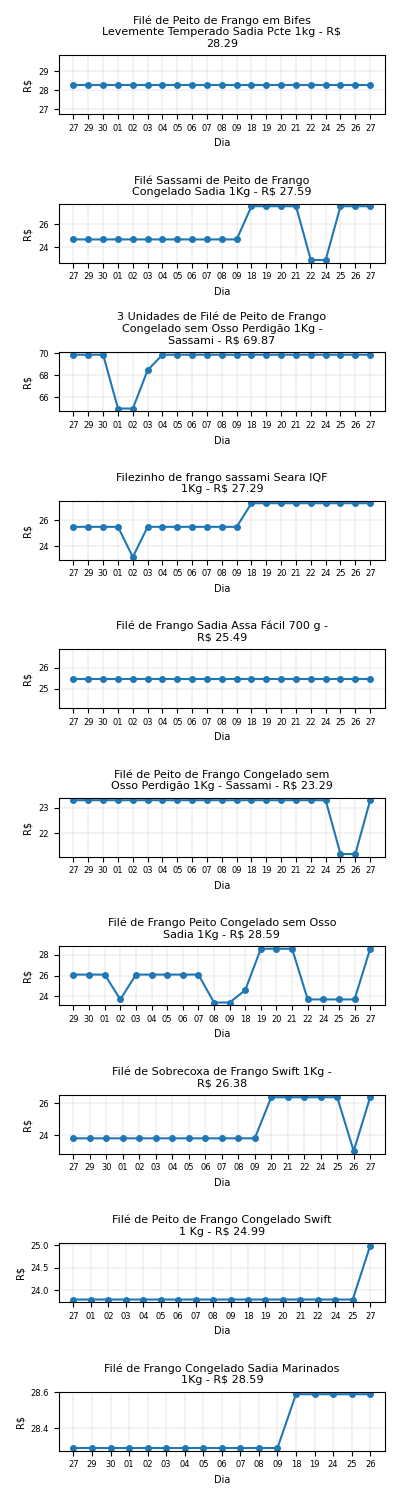 Filé de Peito de Frango em Bifes
Levemente Temperado Sadia Pcte 1kg - R$
28.29
29
28
27
R$
27 29 30 01 02 03 04 05 06 07 08 09 18 19 20 21 22 24 25 26 27
Dia
Filé Sassami de Peito de Frango
Congelado Sadia 1Kg - R$ 27.59
26
24
R$
27 29 30 01 02 03 04 05 06 07 08 09 18 19 20 21 22 24 25 26 27
Dia
3 Unidades de Filé de Peito de Frango
Congelado sem Osso Perdigão 1Kg -
Sassami - R$ 69.87
70
68
66
R$
27 29 30 01 02 03 04 05 06 07 08 09 18 19 20 21 22 24 25 26 27
Dia
Filezinho de frango sassami Seara IQF
1Kg - R$ 27.29
26
24
R$
27 29 30 01 02 03 04 05 06 07 08 09 18 19 20 21 22 24 25 26 27
Dia
Filé de Frango Sadia Assa Fácil 700 g -
R$ 25.49
26
25
R$
27 29 30 01 02 03 04 05 06 07 08 09 18 19 20 21 22 24 25 26 27
Dia
Filé de Peito de Frango Congelado sem
Osso Perdigão 1Kg - Sassami - R$ 23.29
23
22
R$
27 29 30 01 02 03 04 05 06 07 08 09 18 19 20 21 22 24 25 26 27
Dia
Filé de Frango Peito Congelado sem Osso
Sadia 1Kg - R$ 28.59
28
26
24
R$
29 30 01 02 03 04 05 06 07 08 09 18 19 20 21 22 24 25 26 27
Dia
Filé de Sobrecoxa de Frango Swift 1Kg -
R$ 26.38
26
24
R$
27 29 30 01 02 03 04 05 06 07 08 09 20 21 22 24 25 26 27
Dia
Filé de Peito de Frango Congelado Swift
1 Kg - R$ 24.99
25.0
24.5
24.0
R$
27 01 02 03 04 05 06 07 08 09 18 19 20 21 22 24 25 27
Dia
Filé de Frango Congelado Sadia Marinados
1Kg - R$ 28.59
28.6
28.4
R$
27 29 30 01 02 03 04 05 06 07 08 09 18 19 24 25 26
Dia